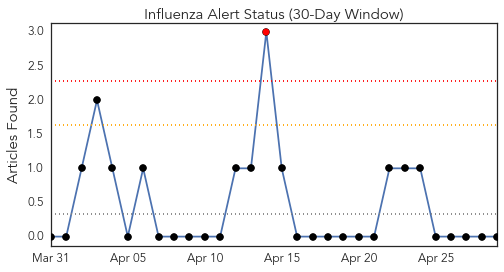 Influenza Alert Status (30-Day Window)
Articles Found
3.0
2.5
2.0
1.5
1.0
0.5
0.0
Mar 31
Apr 05
Apr 10
Apr 15
Apr 20
Apr 25